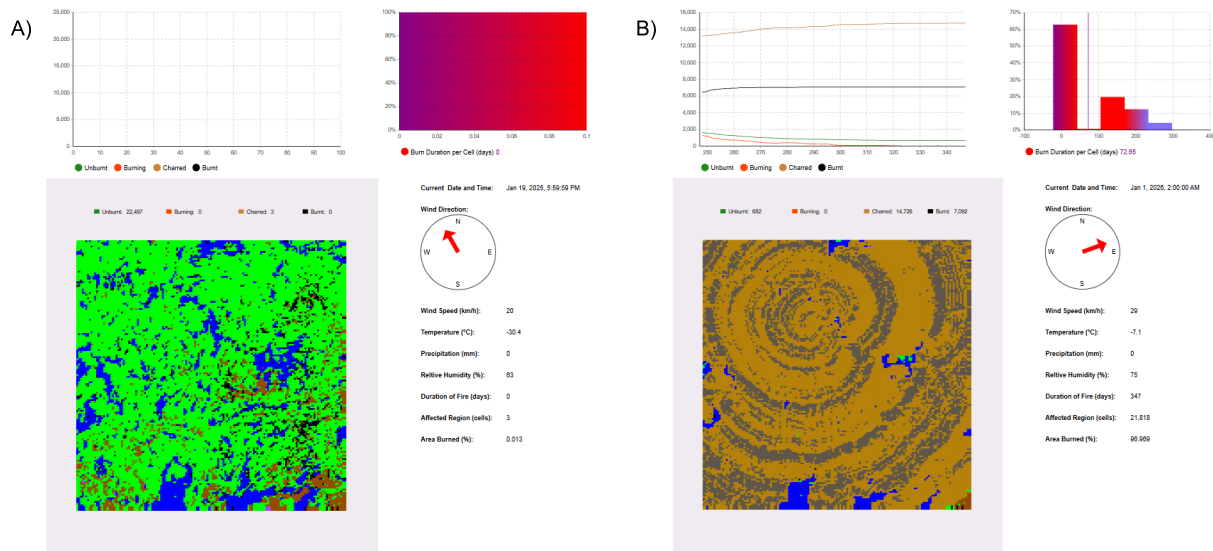 A)
25,000
20,000
15,000
10,000
5,000
0
0 10 20 30 40 50 60 70 80 90 100
Unburnt Burning Charred Burnt
100%
80%
60%
40%
20%
0%
0 0.02 0.04 0.06 0.08 0.1
Burn Duration per Cell (days) 0
Unburnt: 22,497 Burning: 0 Charred: 3 Burnt: 0
Current Date and Time: Jan 19, 2025, 5:59:59 PM
Wind Direction:
N
W E
S
Wind Speed (km/h): 20
Temperature (°C): -30.4
Precipitation (mm): 0
Reltive Humidity (%): 63
Duration of Fire (days): 0
Affected Region (cells): 3
Area Burned (%): 0.013
B)
16,000
14,000
12,000
10,000
8,000
6,000
4,000
2,000
0
250 260 270 280 290 300 310 320 330 340
Unburnt Burning Charred Burnt
70%
60%
50%
40%
30%
20%
10%
0%
-100 0 100 200 300 400
Burn Duration per Cell (days) 72.65
Unburnt: 682 Burning: 0 Charred: 14,726 Burnt: 7,092
Current Date and Time: Jan 1, 2026, 2:00:00 AM
Wind Direction:
N
W E
S
Wind Speed (km/h): 29
Temperature (°C): -7.1
Precipitation (mm): 0
Reltive Humidity (%): 75
Duration of Fire (days): 347
Affected Region (cells): 21,818
Area Burned (%): 96.969